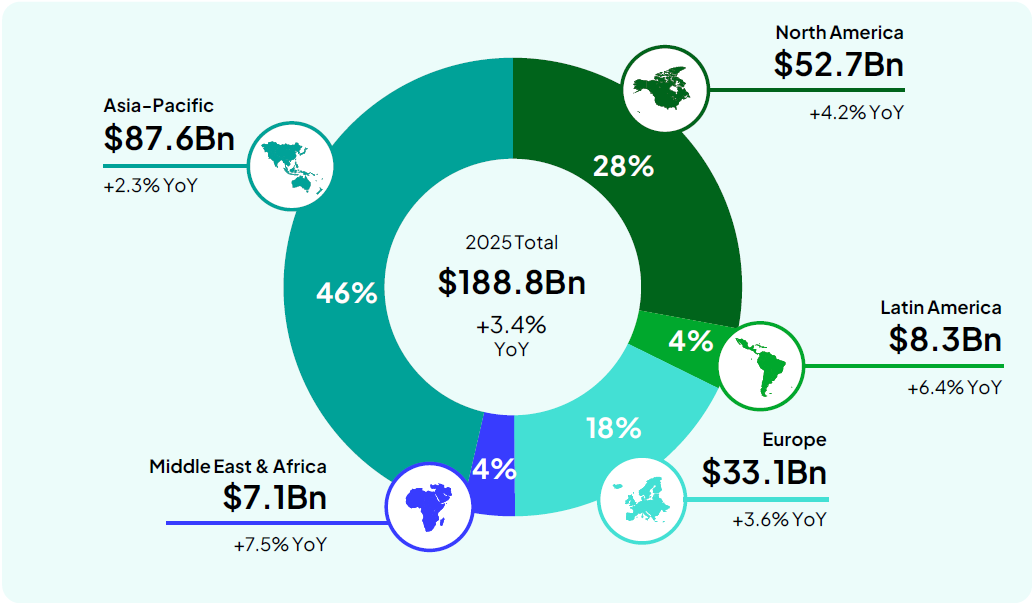 North America
$52.7Bn
+4.2% YoY
28%
Asia-Pacific
$87.6Bn
+2.3% YoY
46%
2025 Total
$188.8Bn
+3.4%
YoY
Latin America
$8.3Bn
+6.4% YoY
4%
Europe
$33.1Bn
+3.6% YoY
18%
Middle East & Africa
$7.1Bn
+7.5% YoY
4%